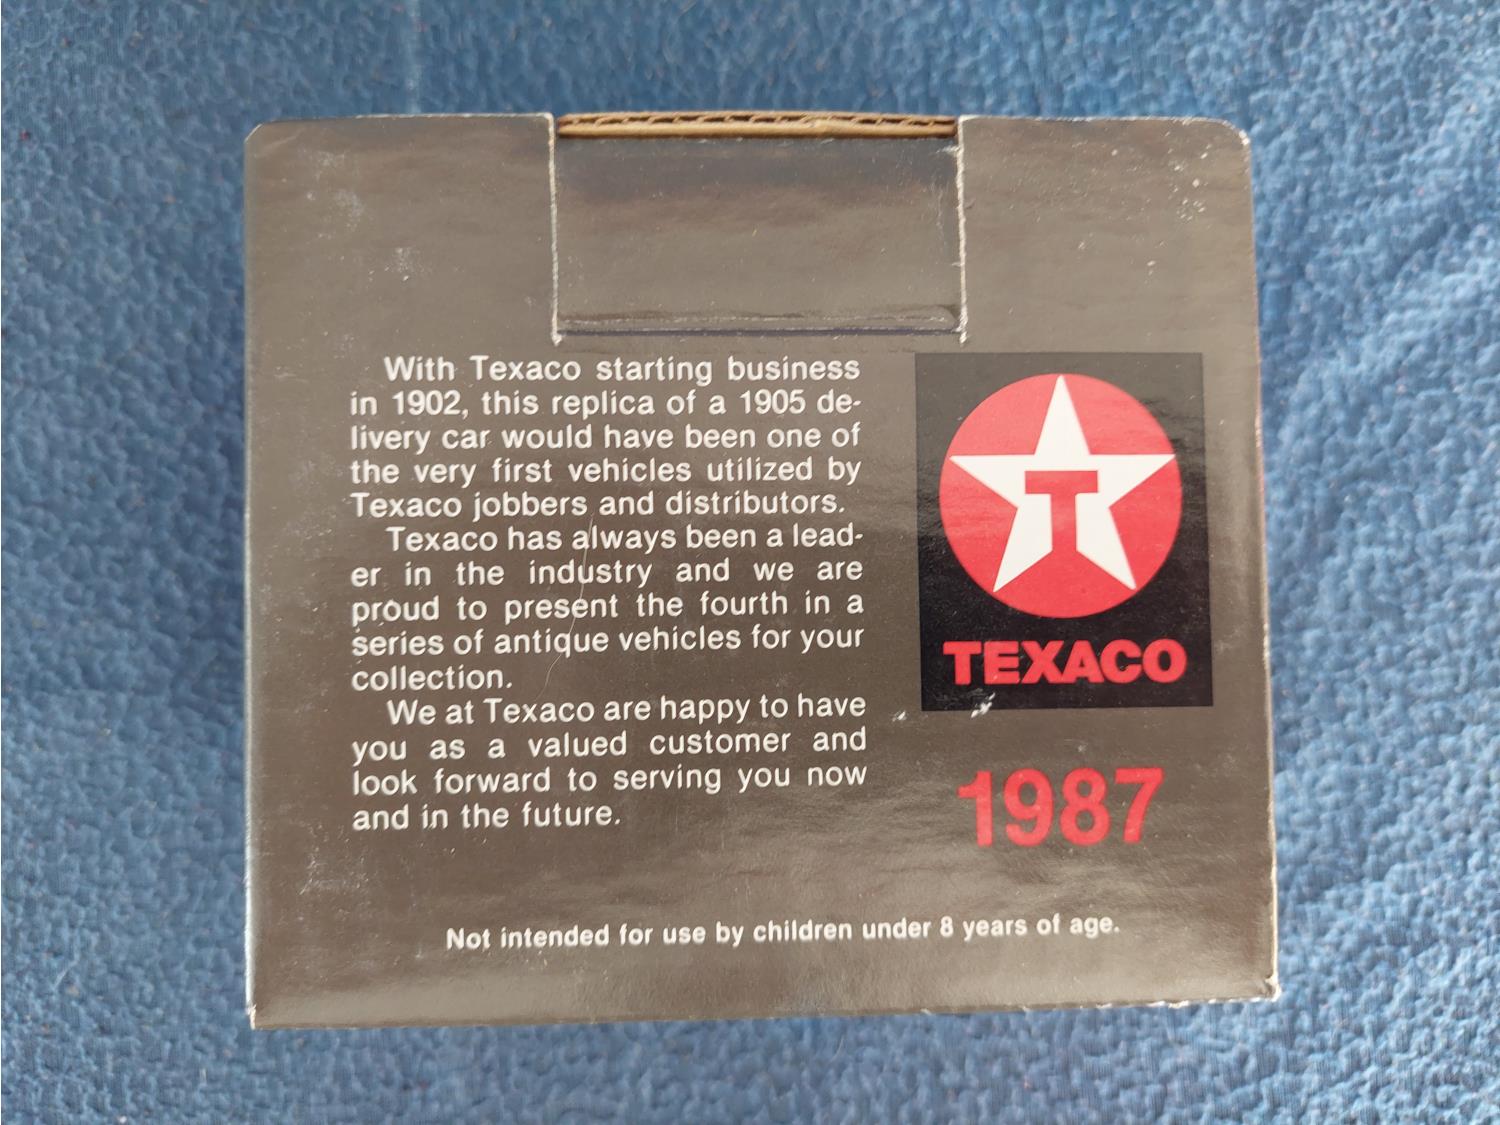 With Texaco starting business
in 1902, this replica of a 1905 de-
livery car would have been one of
the very first vehicles utilized by
Texaco jobbers and distributors.
Texaco has always been a lead-
er in the industry and we are
proud to present the fourth in a
series of antique vehicles for your
collection.
We at Texaco are happy to have
you as a valued customer and
look forward to serving you now
and in the future.
T
TEXACO
1987
Not intended for use by children under 8 years of age.